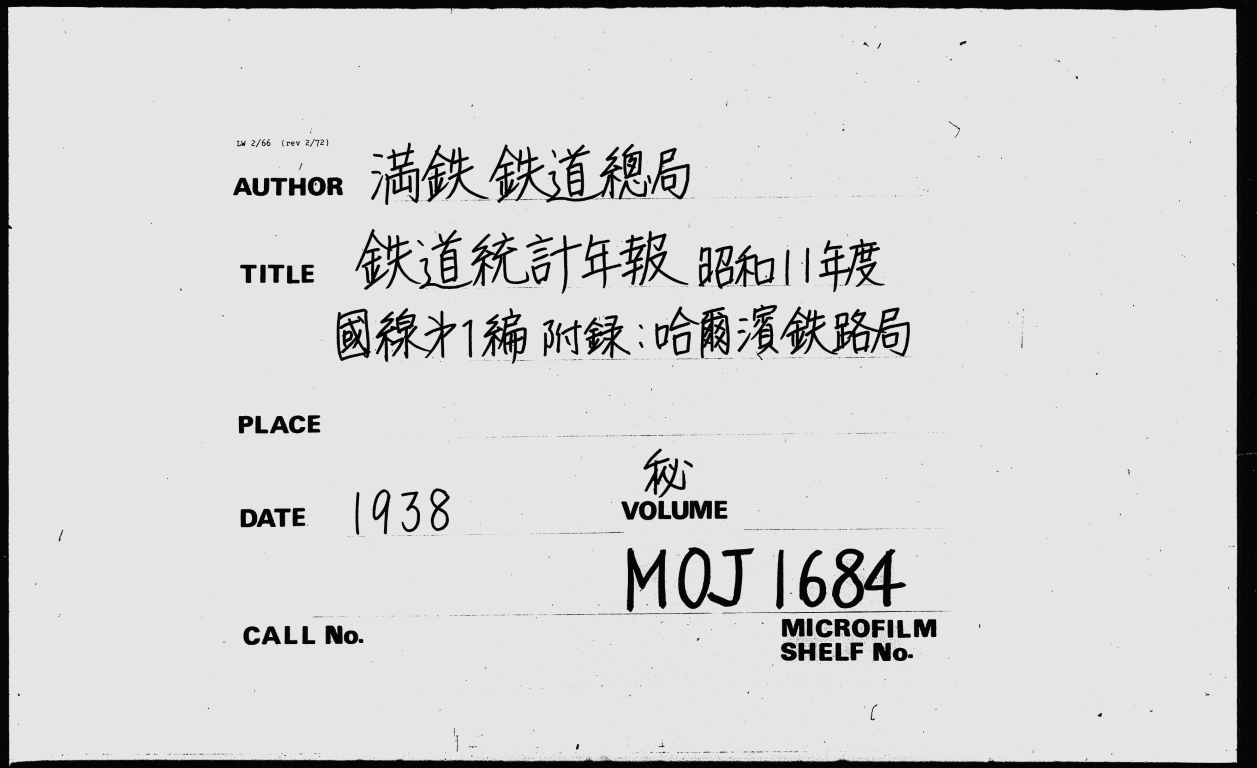 LW 2/66 (rev 2/72)
AUTHOR 満鉄 鉄道總局
TITLE 鉄道統計年報 昭和11年度
國線㐧1編 附録:哈爾濱鉄路局
PLACE
秘
DATE 1938 VOLUME
MOJ 1684
CALL No. MICROFILM
SHELF No.